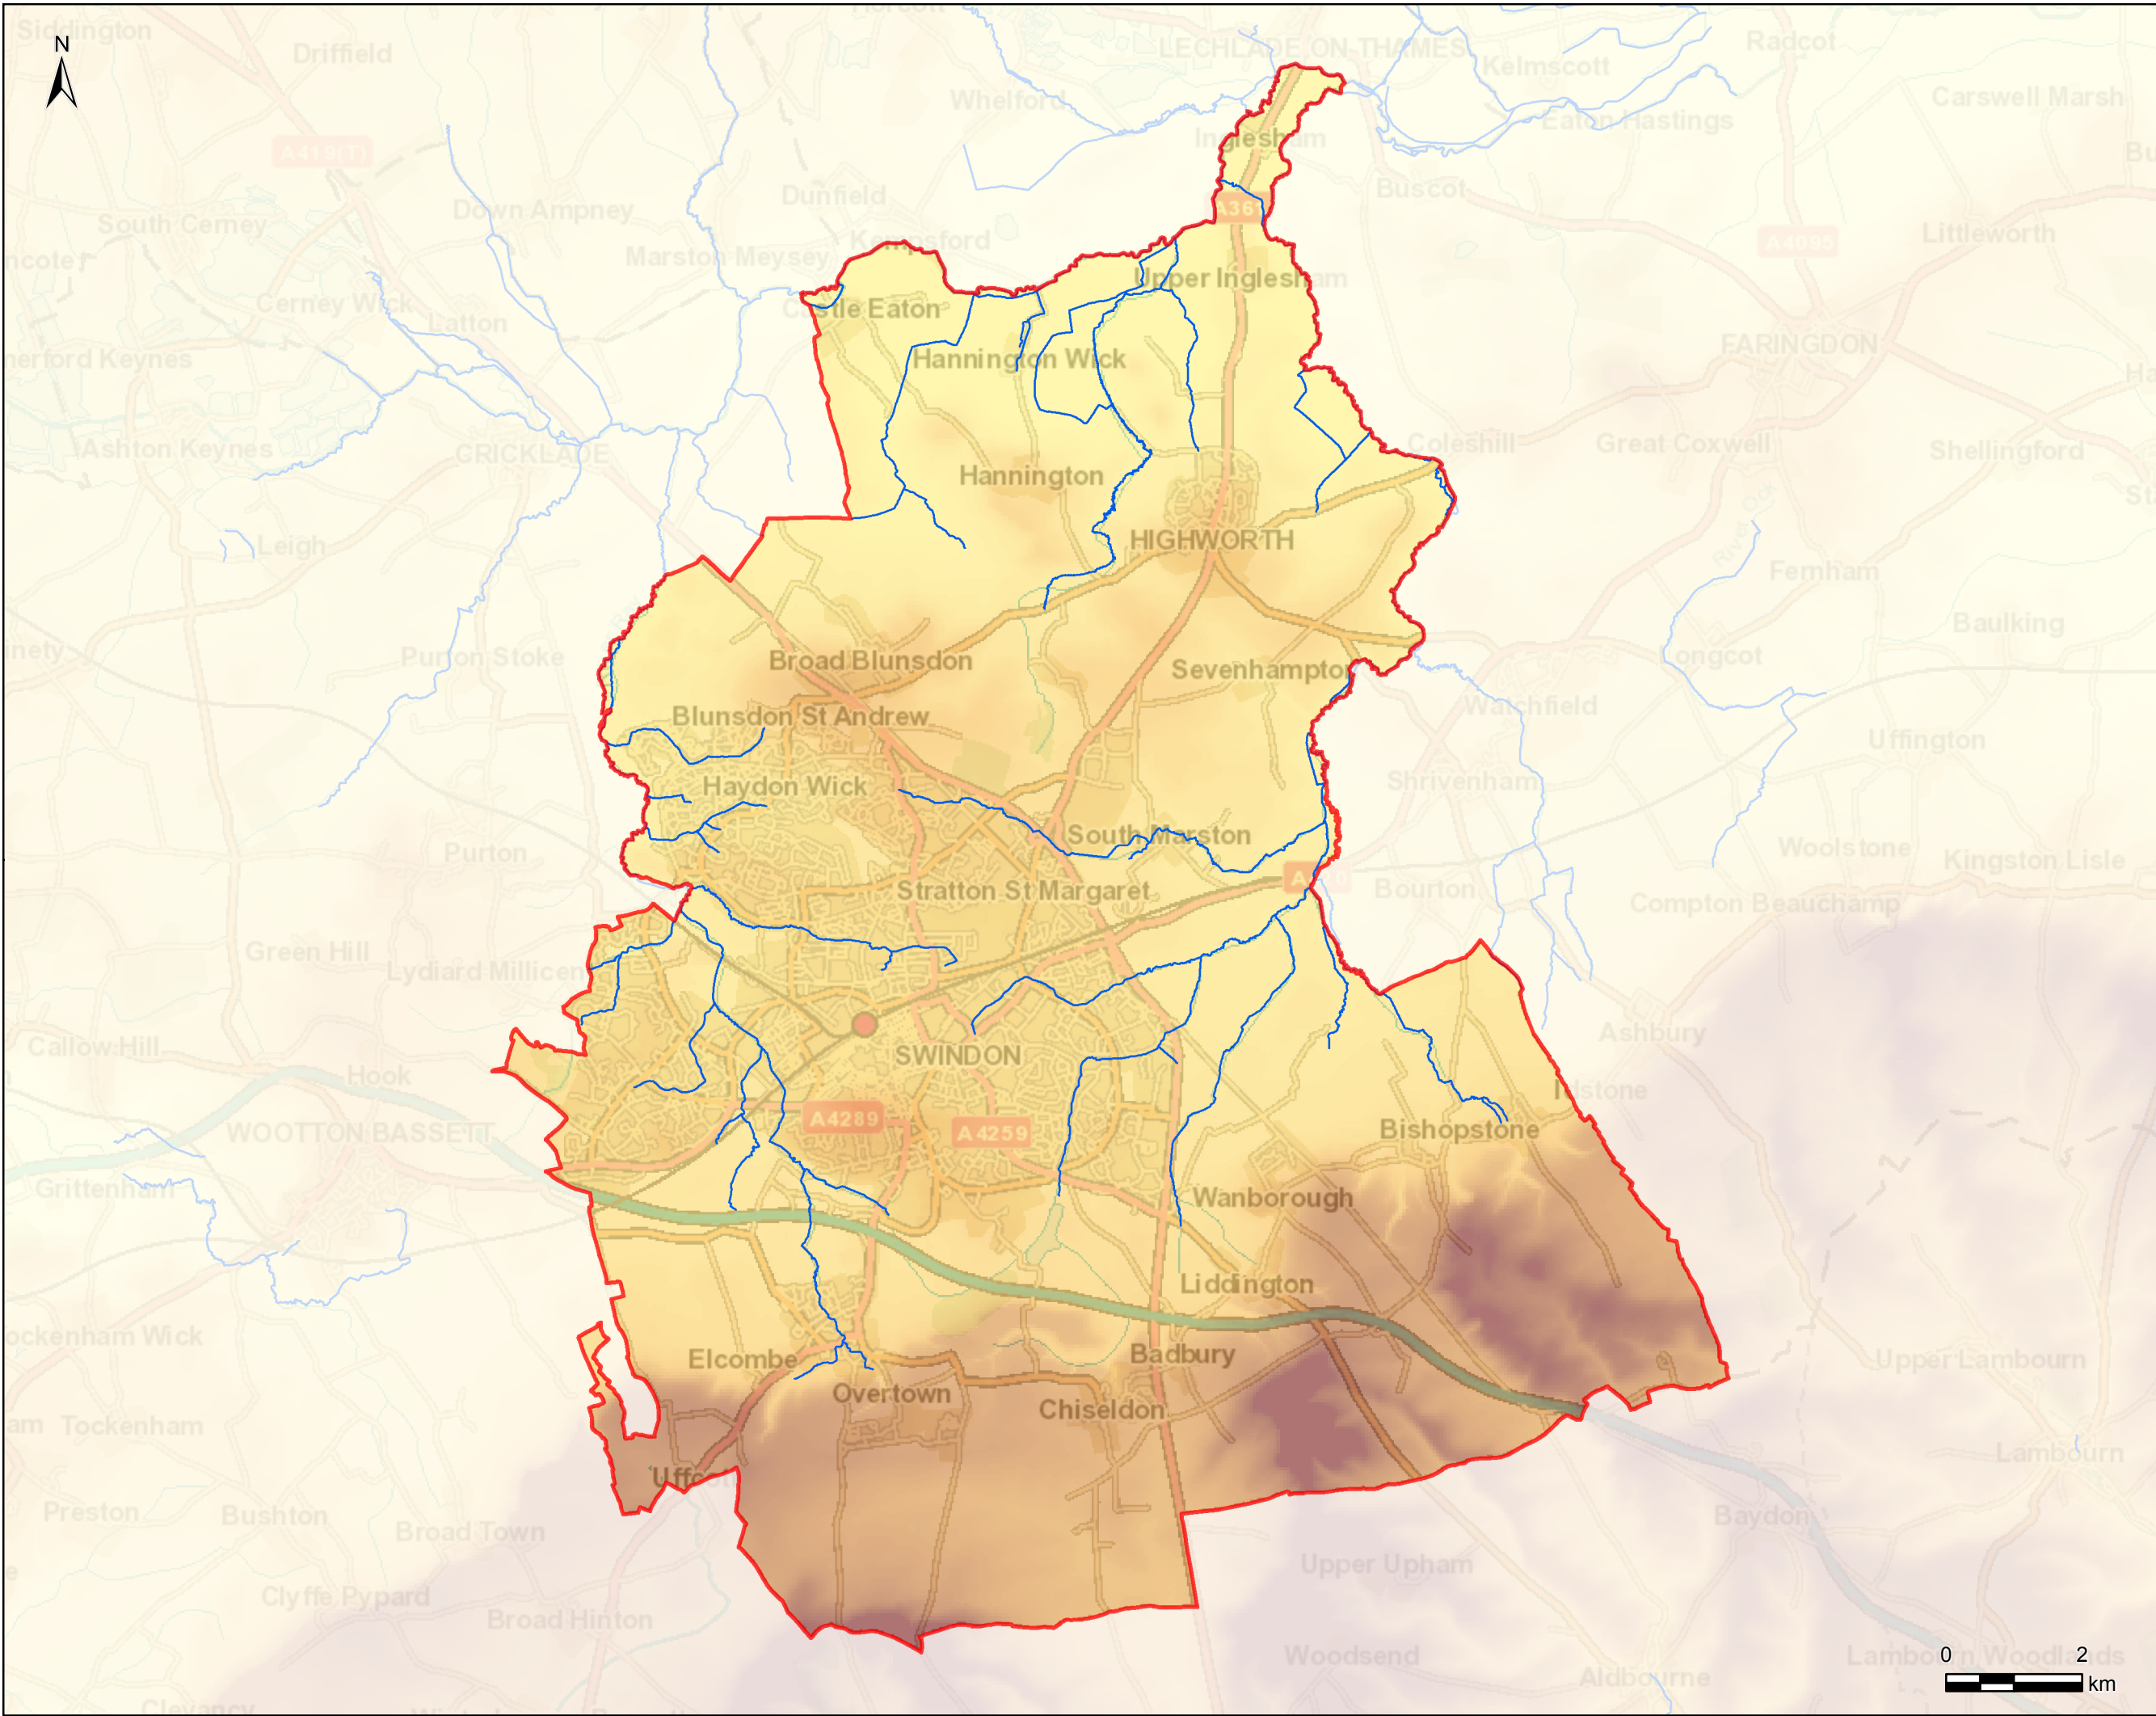 Siddington
N
Driffield
LECHLADE ON THAMES
Radcot
Kelmscott
Whelford
Carswell Marsh
A419(T)
Inglesham
Eaton Hastings
Dunfield
Buscot
Down Ampney
A361
South Cerney
Kempsford
Littleworth
A4095
Marston Meysey
Upper Inglesham
Cerney Wick
Castle Eaton
Latton
FARINGDON
Hannington Wick
Ashton Keynes
CRICKLADE
Coleshill
Great Coxwell
Shellingford
Hannington
HIGHWORTH
Leigh
Fernham
Baulking
Purton Stoke
Broad Blunsdon
Sevenhampton
Longcot
Watchfield
Blunsdon St Andrew
Uffington
Haydon Wick
Shrivenham
South Marston
Purton
Woolstone
Kingston Lisle
Stratton St Margaret
Bourton
Compton Beauchamp
Green Hill
Lydiard Millicen
Ashbury
Callow Hill
SWINDON
Hook
Idstone
A4289
A4259
WOOTTON BASSETT
Bishopstone
Grittenham
Wanborough
Liddington
ockenham Wick
Elcombe
Badbury
Upper Lambourn
Overtown
Chiseldon
Tockenham
Lambourn
Uffcott
Preston
Bushton
Broad Town
Baydon
Upper Upham
Clyffe Pypard
Broad Hinton
Woodsend
Lambourn Woodlands
Aldbourne
0 2
km
Clevancy